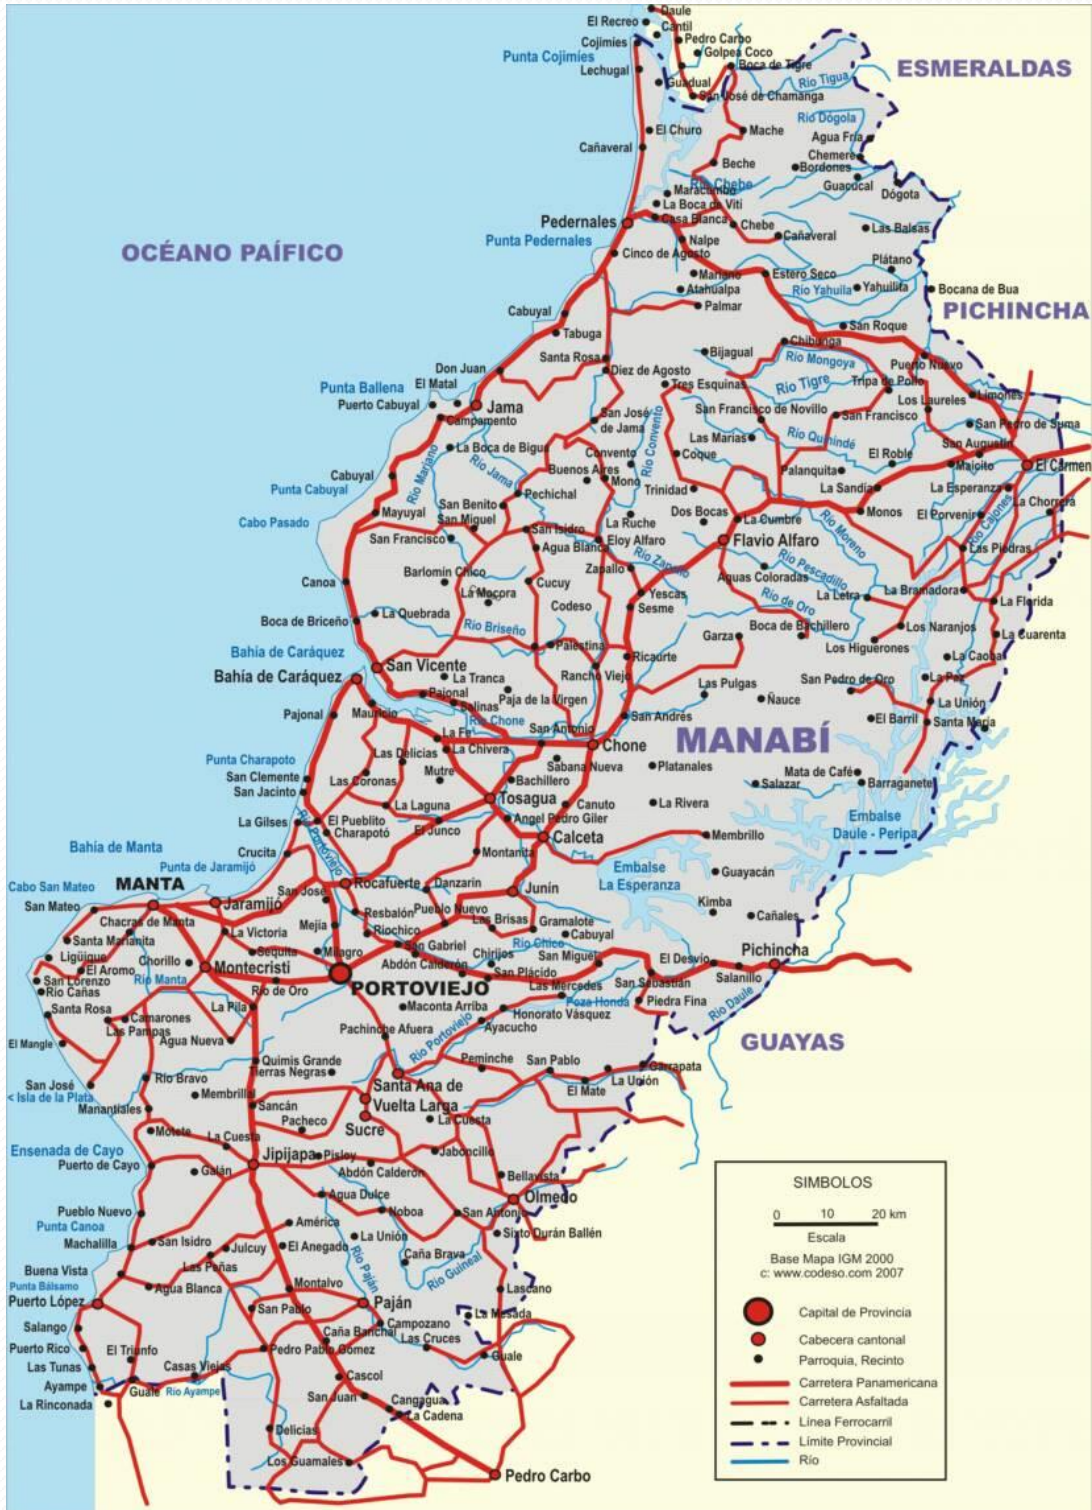 Daule
El Recreo
Cantil
Cojimíes
Pedro Carbo
Golpea Coco
Punta Cojimíes
Boca de Tigre
ESMERALDAS
Lechugal
Guadual
Río Tigua
San José de Chamanga
Río Dógola
El Churo
Mache
Agua Fría
Cañaveral
Chemere
Beche
Bordones
Río Chebe
Guacucal
Maracumbo
Dógota
La Boca de Viti
Pedernales
Casa Blanca
Chebe
Las Balsas
Punta Pedernales
Nalpe
Cañaveral
OCÉANO PAÍFICO
Cinco de Agosto
Plátano
Mariano
Estero Seco
Atahualpa
Río Yahuila
Yahuilita
Bocana de Bua
Cabuyal
Palmar
PICHINCHA
Tabuga
San Roque
Chibunga
Santa Rosa
Bijagual
Río Mongoya
Puerto Nuevo
Don Juan
Diez de Agosto
Punta Ballena
El Matal
Tres Esquinas
Río Tigre
Tripa de Pollo
Limones
Puerto Cabuyal
Jama
Los Laureles
Campamento
San José
de Jama
San Francisco de Novillo
San Francisco
San Pedro de Suma
La Boca de Bigua
Río Convento
Las Marías
Río Quinindé
San Augustín
Río Mariano
Convento
Coque
El Roble
Maicito
El Carmen
Cabuyal
Río Jama
Buenos Aires
Mono
Palanquita
Punta Cabuyal
Pechichal
Trinidad
La Sandía
La Esperanza
La Chorrera
San Benito
Mayuyal
Dos Bocas
La Cumbre
Monos
El Porvenir
Río Cajones
Cabo Pasado
San Miguel
San Isidro
La Ruche
Río Moreno
San Francisco
Agua Blanca
Eloy Alfaro
Flavio Alfaro
Las Piedras
Río Zapallo
Río Pescadillo
Canoa
Barlomín Chico
Cucuy
Zapallo
Aguas Coloradas
La Mocora
Yescas
La Letra
La Bramadora
La Florida
Codeso
Sesme
Río de Oro
La Quebrada
Boca de Briceño
Río Briseño
Garza
Boca de Bachillero
Los Naranjos
La Cuarenta
Bahía de Caráquez
Palestina
Los Higuerones
San Vicente
Ricaurte
La Caoba
Bahía de Caráquez
La Tranca
Rancho Viejo
San Pedro de Oro
La Paz
Pajonal
Paja de la Virgen
Las Pulgas
Ñauce
La Unión
Mauricio
Salinas
Pajonal
Río Chone
San Andrés
El Barril
Santa María
San Antonio
La Fe
MANABÍ
Chone
Punta Charapoto
Las Delicias
La Chivera
Sabana Nueva
Platanales
San Clemente
Las Coronas
Mutre
Bachillero
Mata de Café
San Jacinto
Salazar
Barraganete
Tosagua
La Laguna
Canuto
La Rivera
La Gilses
El Pueblito
Angel Pedro Giler
Embalse
Daule - Peripa
Río Portoviejo
Charapotó
El Junco
Calceta
Membrillo
Bahía de Manta
Crucita
Montanita
Punta de Jaramijó
Embalse
La Esperanza
Guayacán
Cabo San Mateo
MANTA
San José
Rocafuerte
Danzarín
Junín
San Mateo
Jaramijó
Resbalón
Pueblo Nuevo
Kimba
Chacras de Manta
Mejía
Las Brisas
Gramalote
Cañales
La Victoria
Riochico
Cabuyal
Santa Marianita
San Gabriel
Río Chico
Sequita
Milagro
Ligüique
Chorillo
Abdón Calderón
Chirijos
San Miguel
El Desvío
Pichincha
El Aromo
Montecristi
San Plácido
San Lorenzo
Río Manta
Río de Oro
PORTOVIEJO
Las Mercedes
San Sebastián
Salanillo
Río Cañas
Poza Honda
Río Daule
Santa Rosa
Camarones
La Pila
Maconta Arriba
Honorato Vásquez
Piedra Fina
Las Pampas
Pachinche Afuera
Ayacucho
El Mangle
Agua Nueva
Río Portoviejo
GUAYAS
Quimis Grande
Peminche
San Pablo
Garrapata
Tierras Negras
Río Bravo
La Unión
San José
Santa Ana de
Vuelta Larga
El Mate
< Isla de la Plata
Membrillal
Manantiales
Sancán
Sucre
La Cuesta
Pacheco
Motete
La Cuesta
Ensenada de Cayo
Jipijapa
Pisloy
Jaboncillo
Puerto de Cayo
Galán
Abdón Calderon
Bellavista
Agua Dulce
Olmedo
Pueblo Nuevo
Noboa
San Antonio
Punta Canoa
América
Sixto Durán Ballén
Machalilla
San Isidro
La Unión
Julcuy
El Anegado
Las Peñas
Caña Brava
Buena Vista
Río Paján
Río Guineal
Punta Bálsamo
Agua Blanca
Montalvo
Lascano
Puerto López
San Pablo
Paján
La Mesada
Salango
Campozano
Caña Banchal
Las Cruces
Puerto Rico
El Triunfo
Pedro Pablo Gómez
Guale
Las Tunas
Casas Viejas
Cascol
Ayampe
Guale
Río Ayampe
San Juan
Cangagua
La Rinconada
La Cadena
Delicias
Los Guamales
Pedro Carbo
SIMBOLOS
0 20 km
10
Escala
Base Mapa IGM 2000
c: www.codeso.com 2007
Capital de Provincia
Cabecera cantonal
Parroquia, Recinto
Carretera Panamericana
Carretera Asfaltada
Línea Ferrocarril
Límite Provincial
Río